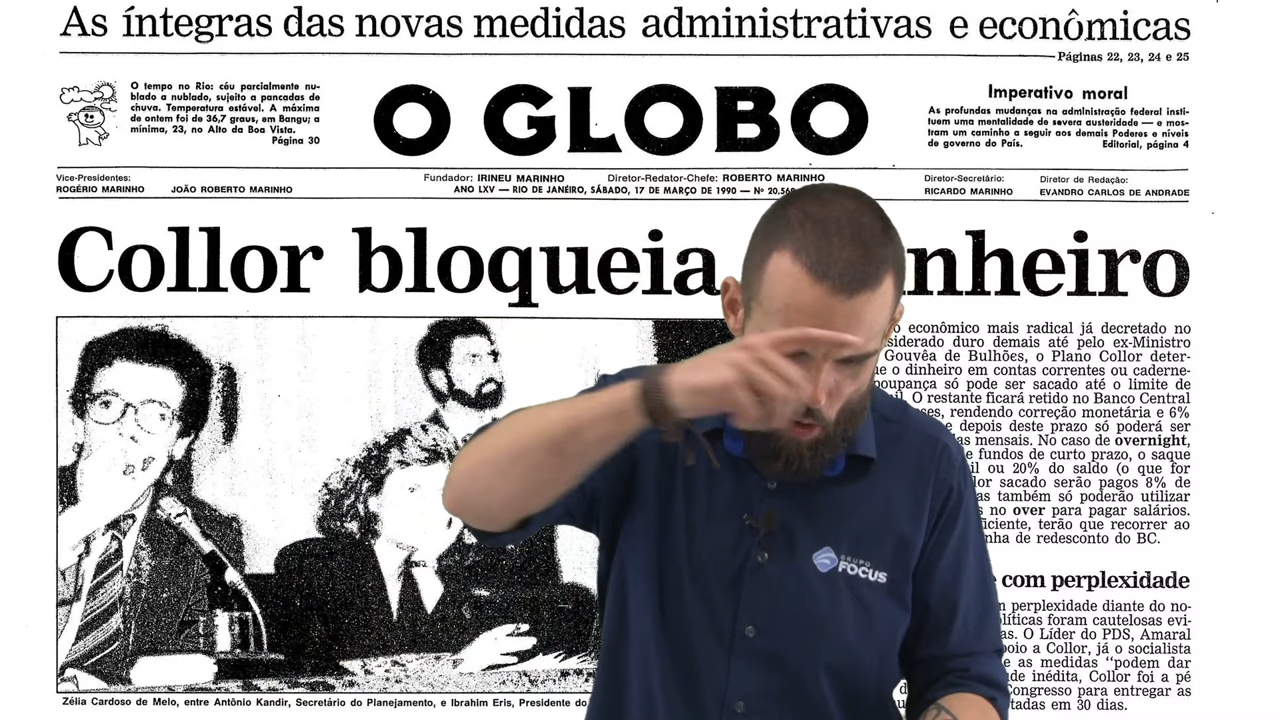 As íntegras das novas medidas administrativas e econômicas
Páginas 22, 23, 24 e 25
O tempo no Rio: céu parcialmente nu-
blado a nublado, sujeito a pancadas de
chuva. Temperatura estável. A máxima
de ontem foi de 36,7 graus, em Bangu; a
mínima, 23, no Alto da Boa Vista.
Página 30
O GLOBO
Imperativo moral
As profundas mudanças na administração federal insti-
tuem uma mentalidade de severa austeridade — e mos-
tram um caminho a seguir aos demais Poderes e níveis
de governo do País.
Editorial, página 4
Vice-Presidentes:
ROGÉRIO MARINHO JOÃO ROBERTO MARINHO
Fundador: IRINEU MARINHO Diretor-Redator-Chefe: ROBERTO MARINHO
ANO LXV — RIO DE JANEIRO, SÁBADO, 17 DE MARÇO DE 1990 — Nº 20.568
Diretor-Secretário:
RICARDO MARINHO
Diretor de Redação:
EVANDRO CARLOS DE ANDRADE
Collor bloqueia nheiro
o econômico mais radical já decretado no
siderado duro demais até pelo ex-Ministro
Gouvêa de Bulhões, o Plano Collor deter-
e o dinheiro em contas correntes ou caderne-
poupança só pode ser sacado até o limite de
O restante ficará retido no Banco Central
ses, rendendo correção monetária e 6%
e depois deste prazo só poderá ser
as mensais. No caso de overnight,
e fundos de curto prazo, o saque
il ou 20% do saldo (o que for
lor sacado serão pagos 8% de
as também só poderão utilizar
s no over para pagar salários.
ficiente, terão que recorrer ao
nha de redesconto do BC.
com perplexidade
perplexidade diante do no-
líticas foram cautelosas evi-
as. O Líder do PDS, Amaral
poio a Collor, já o socialista
e as medidas “podem dar
de inédita, Collor foi a pé
Congresso para entregar as
tadas em 30 dias.
Zélia Cardoso de Melo, entre Antônio Kandir, Secretário do Planejamento, e Ibrahim Eris, Presidente do
GRUPO
FOCUS